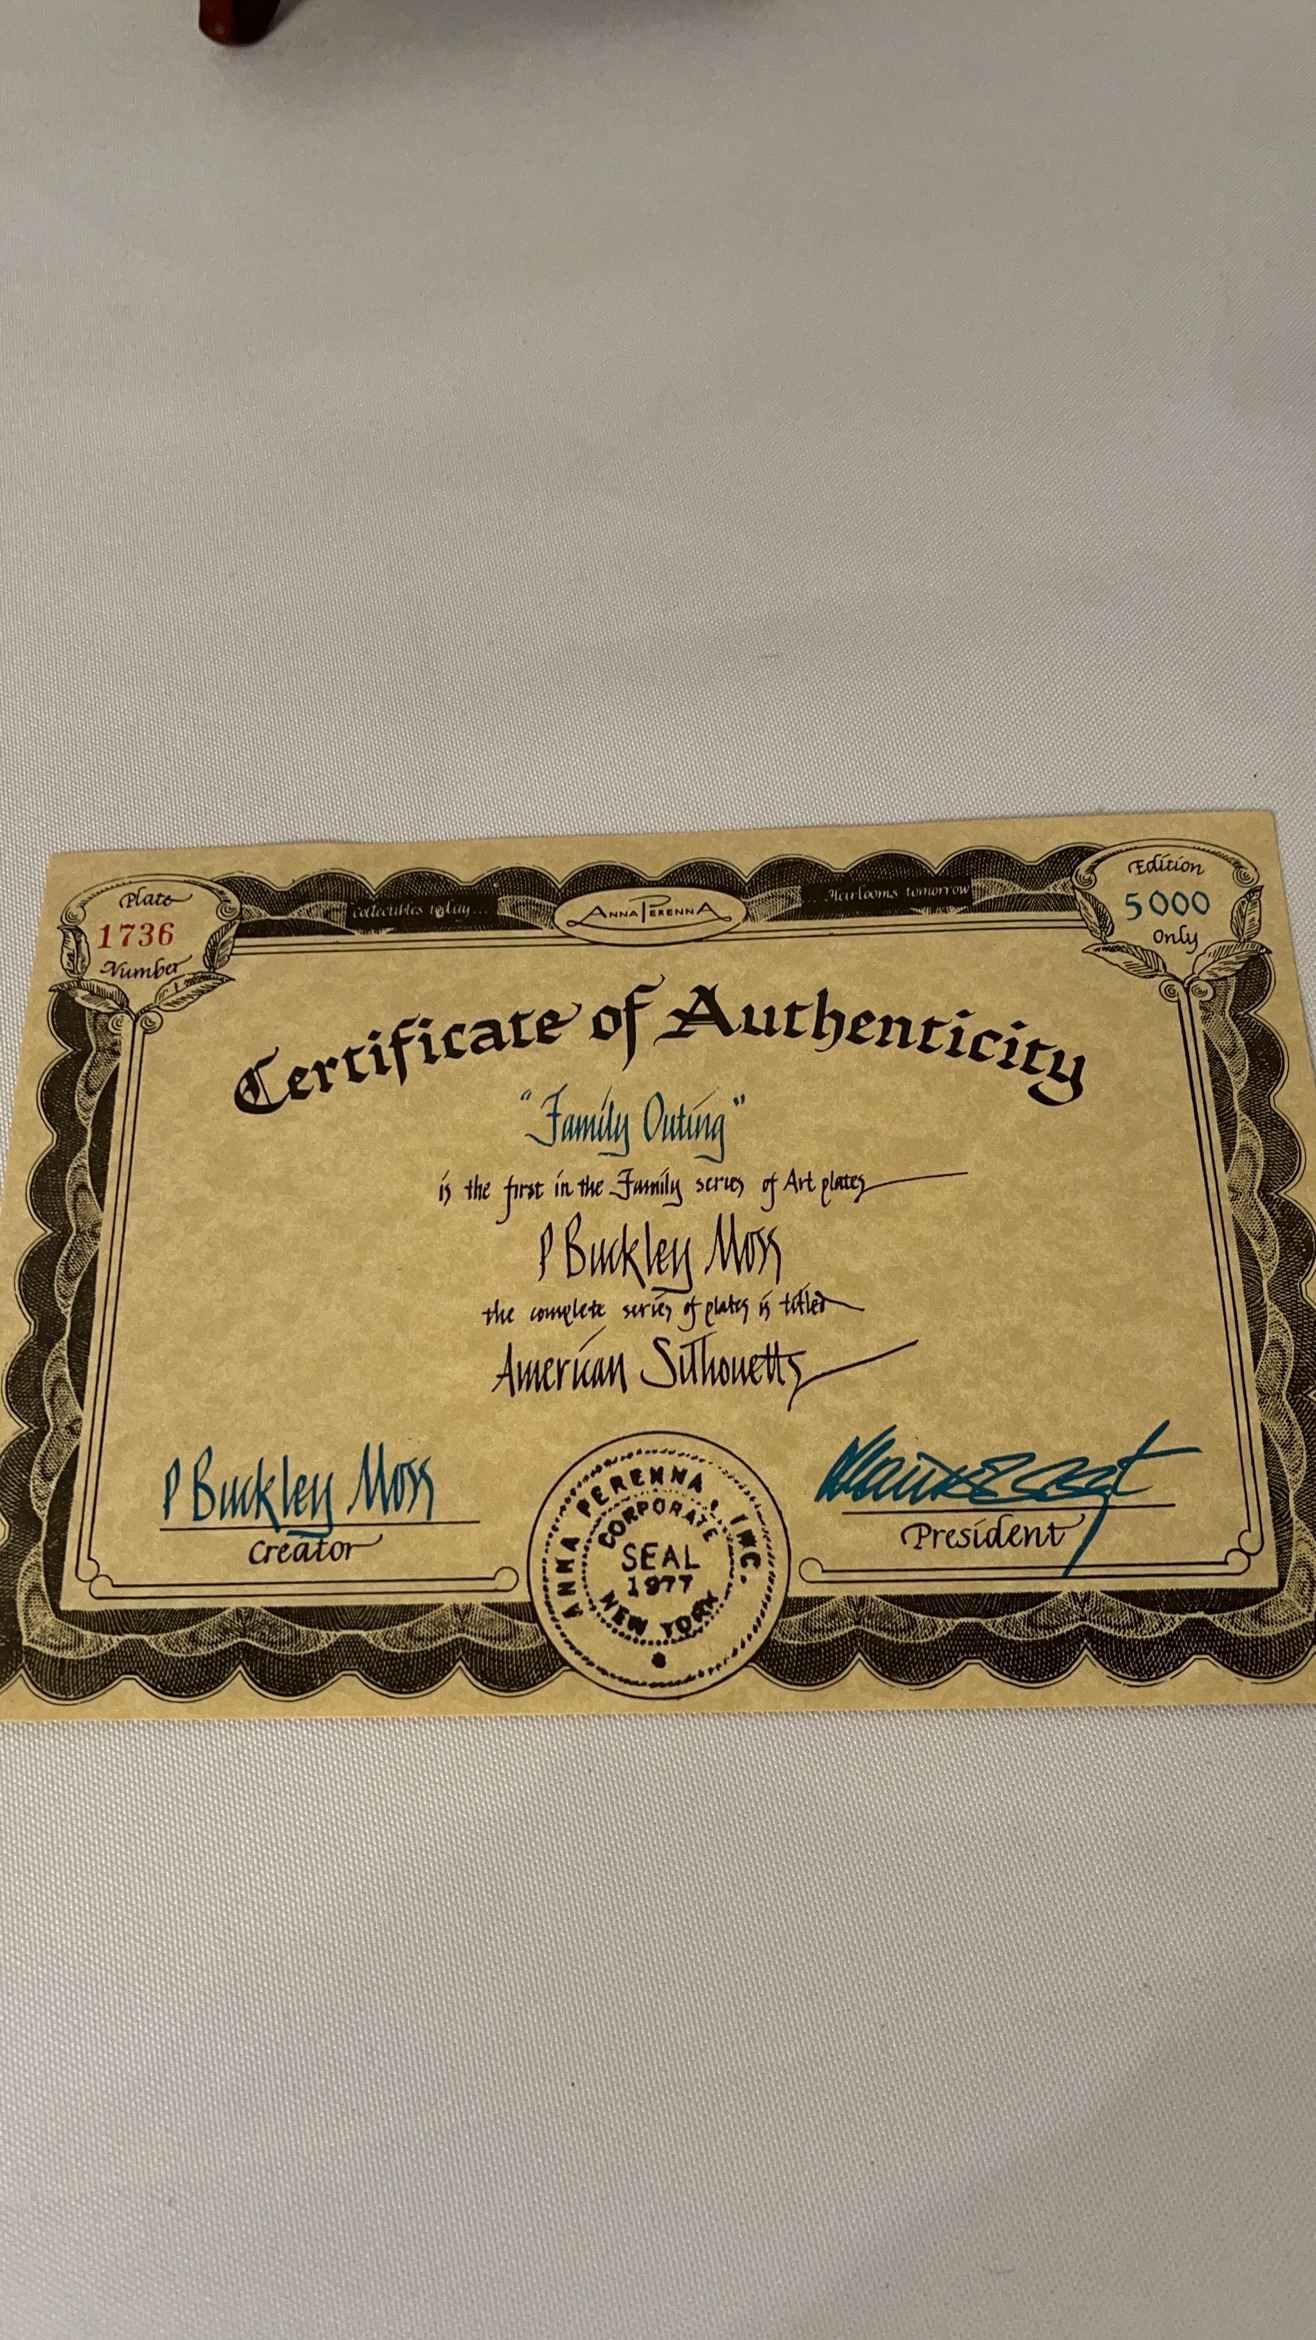 Plate
1736
Number
Collectibles today...
ANNA PERENNA
...Heirlooms tomorrow
Edition
5000
Only
Certificate of Authenticity
"Family Outing"
is the first in the Family series of Art plates
P Buckley Moss
the complete series of plates is titled
American Silhouettes
P Buckley Moss
Creator
President
ANNA PERENNA, INC.
CORPORATE
SEAL
1977
NEW YORK